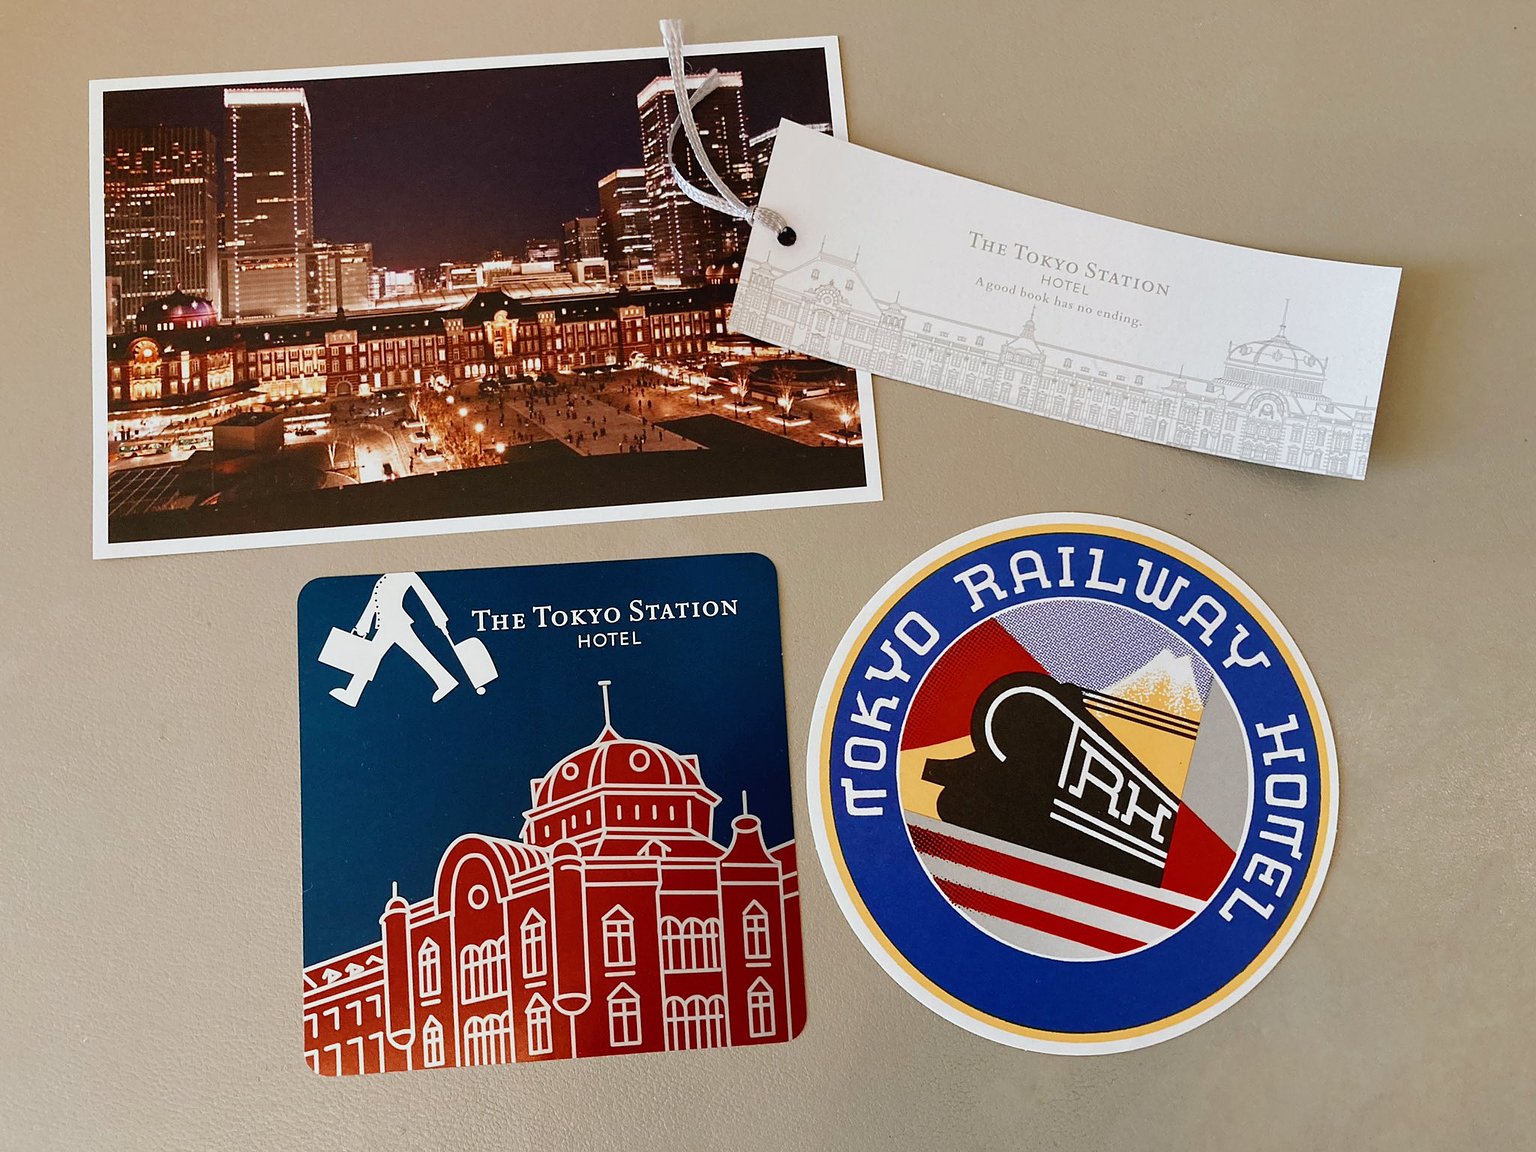 THE TOKYO STATION
HOTEL
A good book has no ending.
THE TOKYO STATION
HOTEL
TOKYO RAILWAY HOTEL
TRH